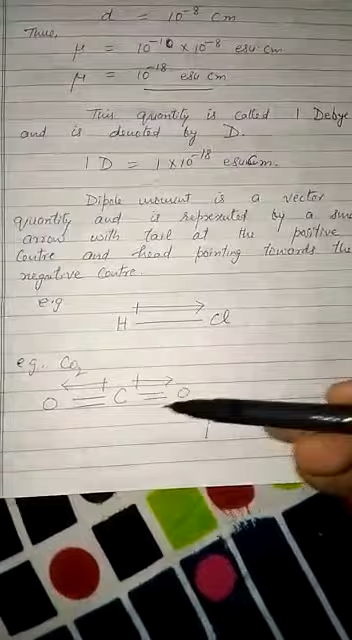 d = 10⁻⁸ cm
Thus,
μ = 10⁻¹⁰ × 10⁻⁸ esu cm
μ = 10⁻¹⁸ esu cm
This quantity is called 1 Debye
and is denoted by D.
1 D = 1 × 10⁻¹⁸ esu cm.
Dipole moment is a vector
quantity and is represented by a
arrow with tail at the positive
centre and head pointing towards the
negative centre.
e.g
H Cl
eg. CO₂
O = C = O